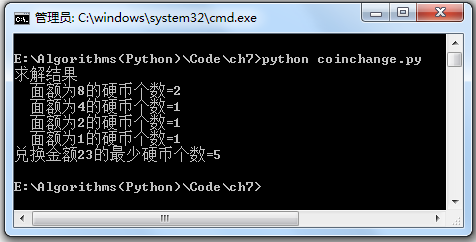 管理员: C:\windows\system32\cmd.exe
E:\Algorithms(Python)\Code\ch7>python coinchange.py
求解结果
  面额为8的硬币个数=2
  面额为4的硬币个数=1
  面额为2的硬币个数=1
  面额为1的硬币个数=1
兑换金额23的最少硬币个数=5
E:\Algorithms(Python)\Code\ch7>